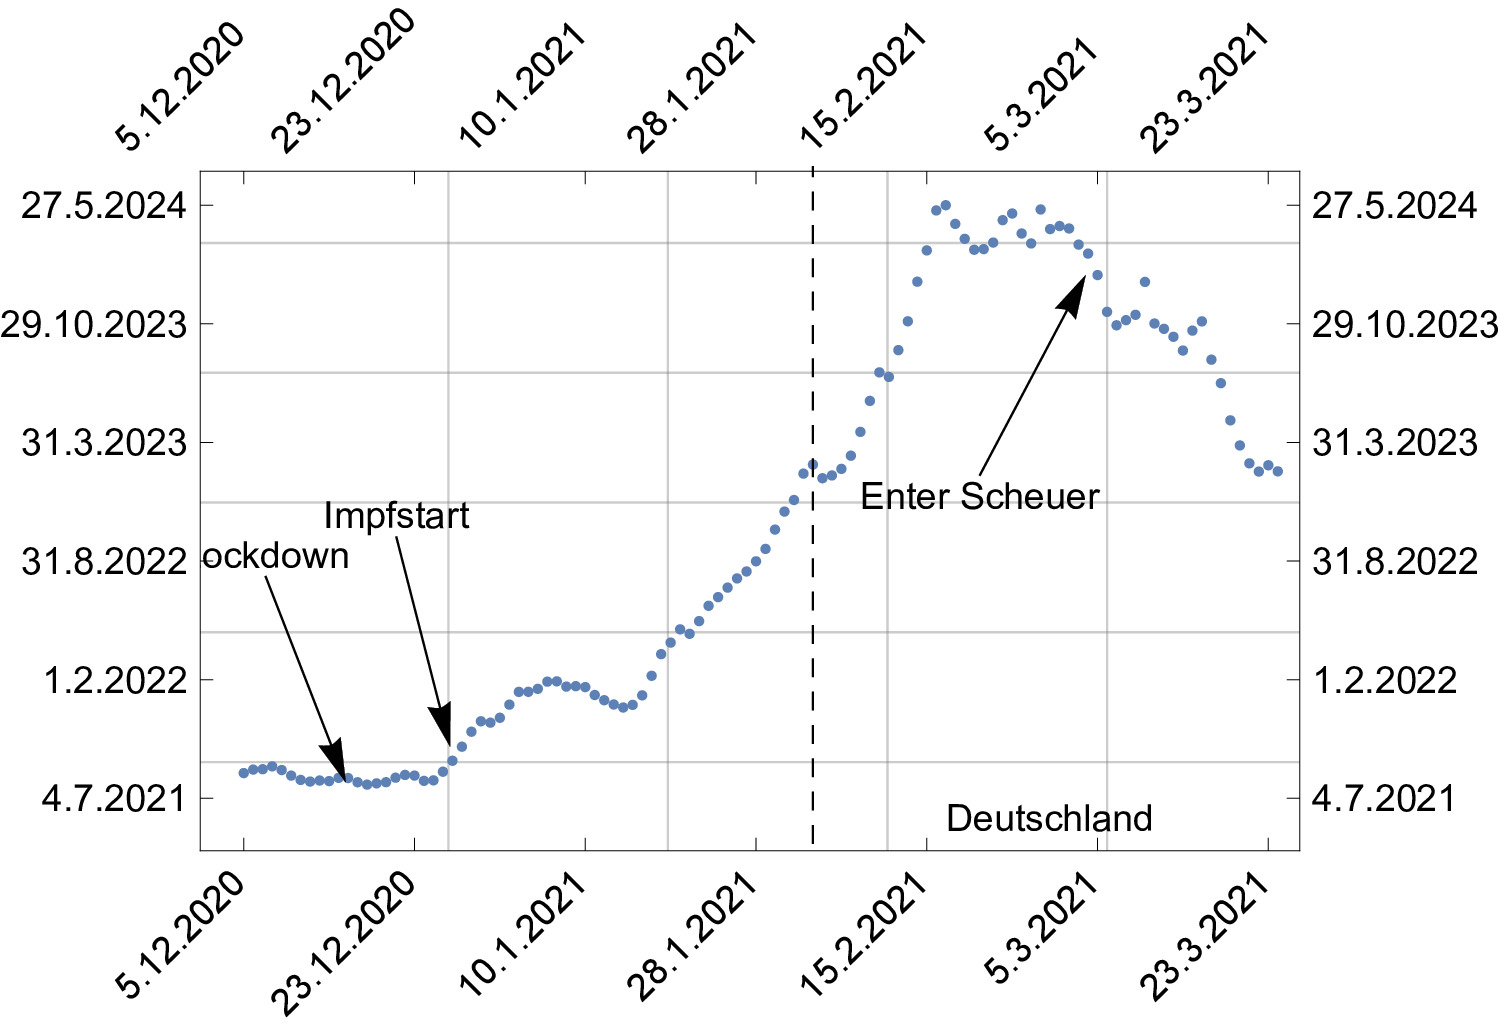 5.12.2020 23.12.2020 10.1.2021 28.1.2021 15.2.2021 5.3.2021 23.3.2021
27.5.2024 27.5.2024
29.10.2023 29.10.2023
31.3.2023 31.3.2023
Enter Scheuer
Impfstart
31.8.2022 ockdown 31.8.2022
1.2.2022 1.2.2022
4.7.2021 4.7.2021
Deutschland
5.12.2020 23.12.2020 10.1.2021 28.1.2021 15.2.2021 5.3.2021 23.3.2021